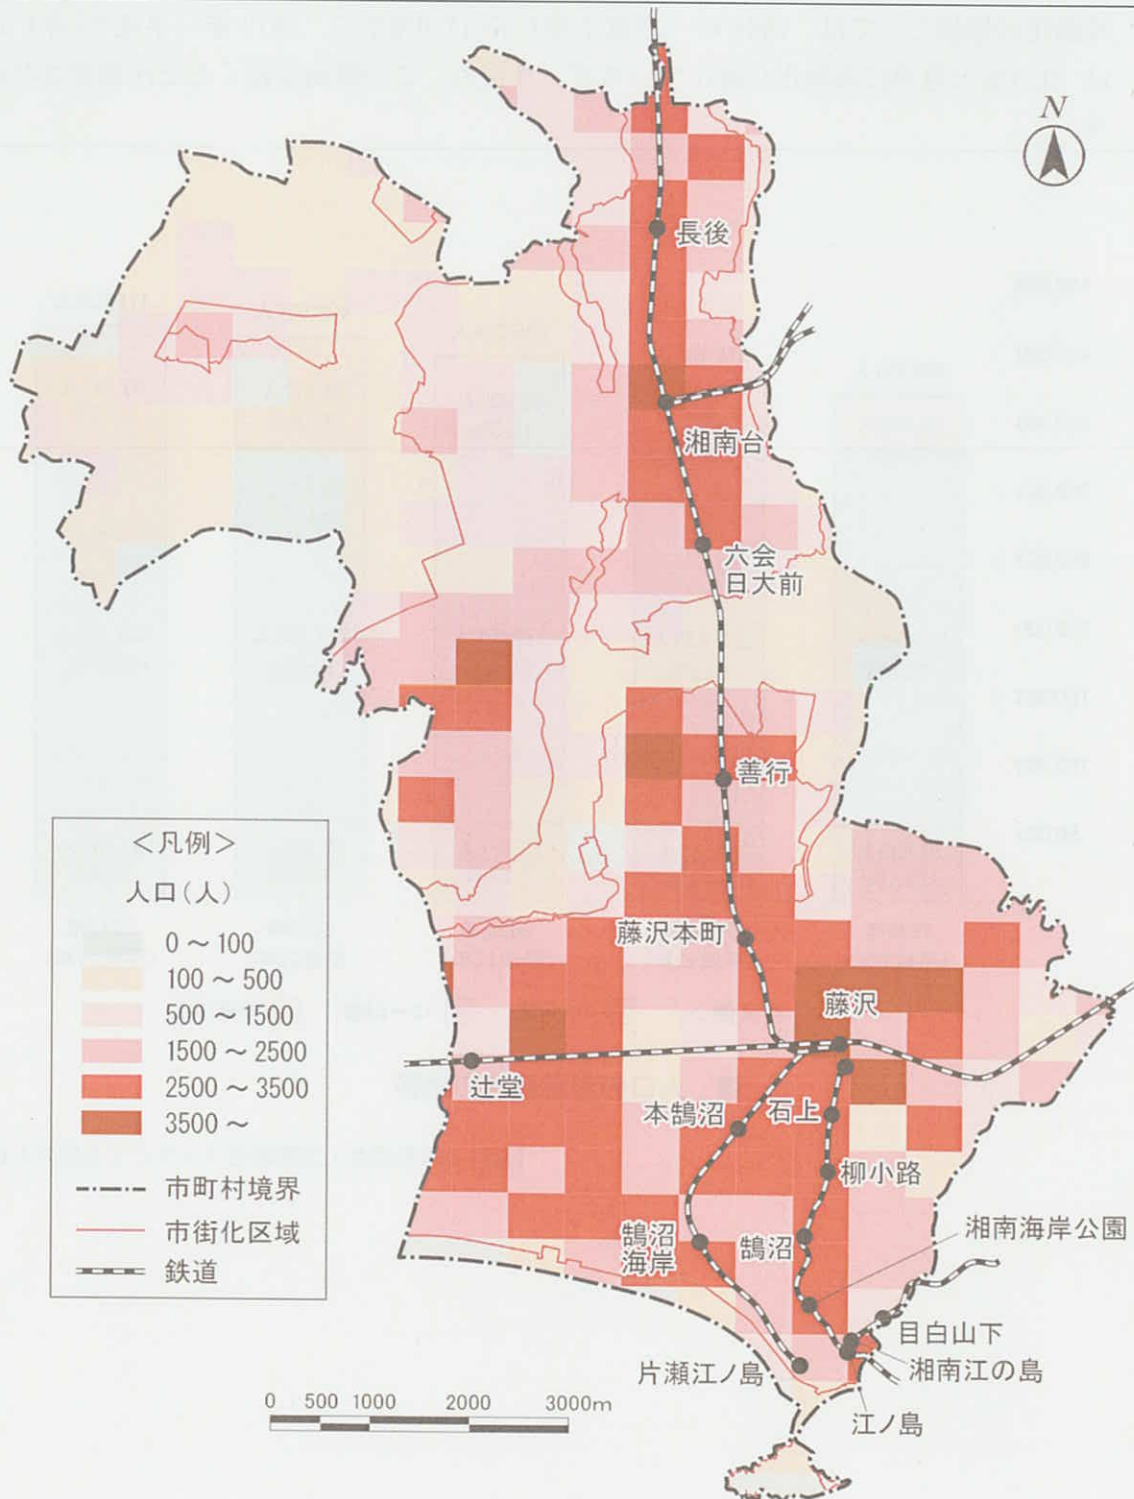 N
長後
湘南台
六会
日大前
善行
<凡例>
人口(人)
0 ～ 100
100 ～ 500
500 ～ 1500
1500 ～ 2500
2500 ～ 3500
3500 ～
市町村境界
市街化区域
鉄道
藤沢本町
藤沢
辻堂
本鵠沼
石上
柳小路
鵠沼
海岸
鵠沼
湘南海岸公園
目白山下
片瀬江ノ島
湘南江の島
江ノ島
0 500 1000 2000 3000m